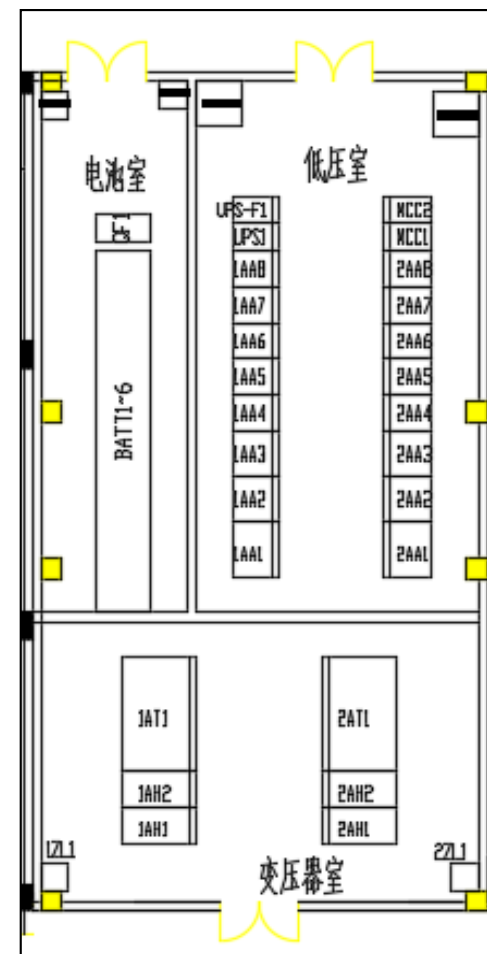 电池室
低压室
UPS-F1
UPS1
1AA8
1AA7
1AA6
1AA5
1AA4
1AA3
1AA2
1AA1
MCC2
MCC1
2AA8
2AA7
2AA6
2AA5
2AA4
2AA3
2AA2
2AA1
BATT1~6
1AT1
1AH2
1AH1
2AT1
2AH2
2AH1
1ZL1
2ZL1
变压器室